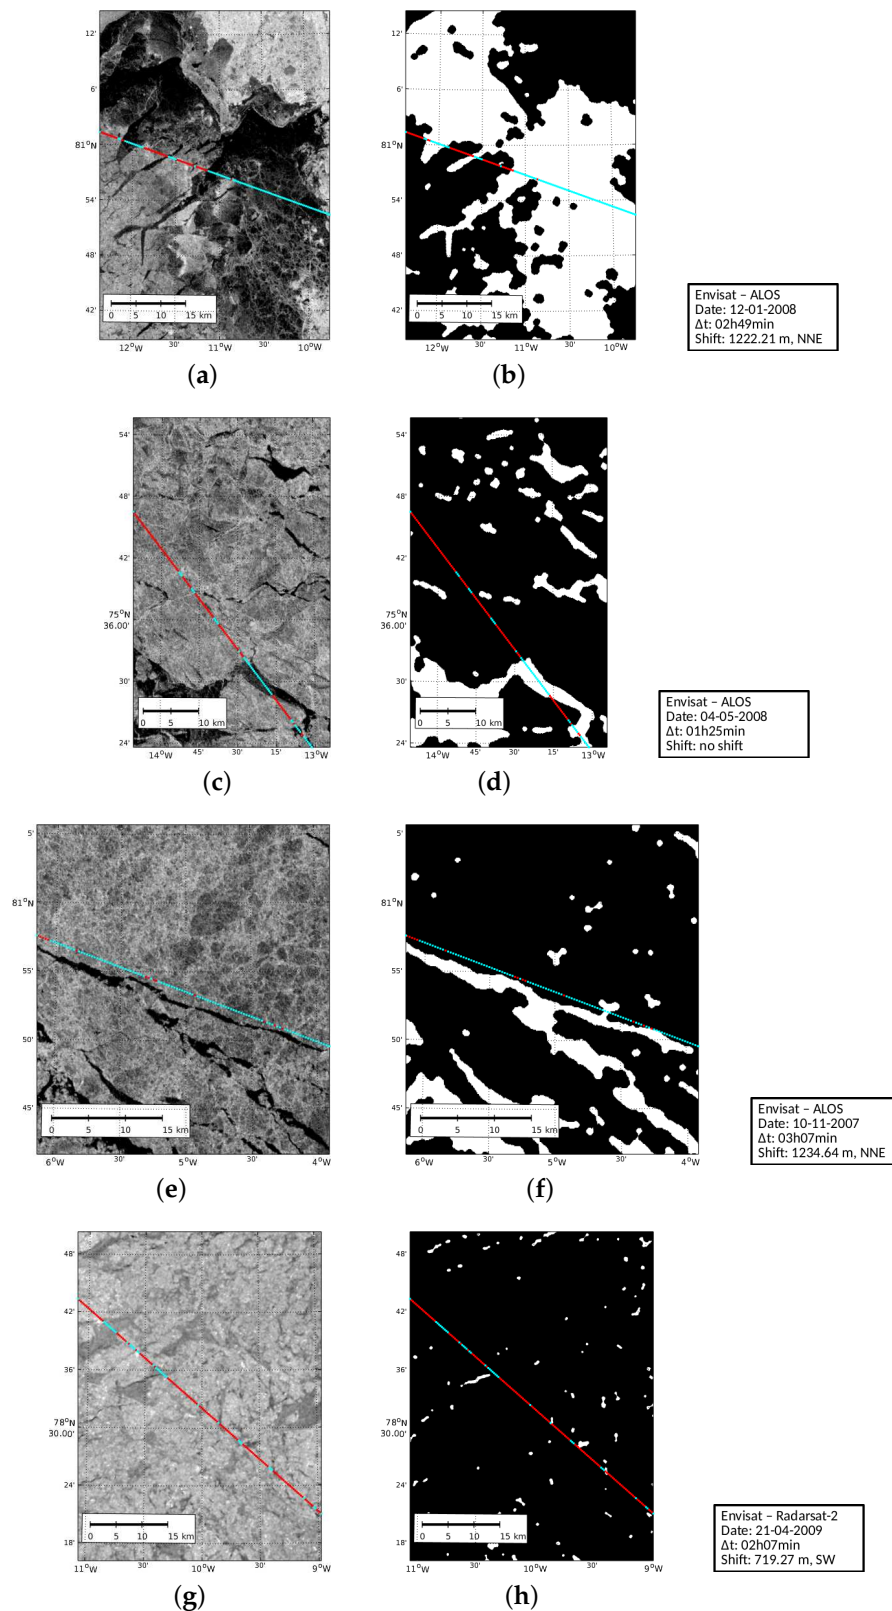 12'
6'
81°N
54'
48'
42'
0 5 10 15 km
12°W 30' 11°W 30' 10°W
(a)
0 5 10 15 km
12°W 30' 11°W 30' 10°W
(b)
Envisat – ALOS
Date: 12-01-2008
Δt: 02h49min
Shift: 1222.21 m, NNE
54'
48'
42'
75°N
36.00'
30'
24'
0 5 10 km
14°W 45' 30' 15' 13°W
(c)
54'
48'
42'
75°N
36.00'
30'
24'
0 5 10 km
14°W 45' 30' 15' 13°W
(d)
Envisat – ALOS
Date: 04-05-2008
Δt: 01h25min
Shift: no shift
5'
81°N
55'
50'
45'
0 5 10 15 km
6°W 30' 5°W 30' 4°W
(e)
5'
81°N
55'
50'
45'
0 5 10 15 km
6°W 30' 5°W 30' 4°W
(f)
Envisat – ALOS
Date: 10-11-2007
Δt: 03h07min
Shift: 1234.64 m, NNE
48'
42'
36'
78°N
30.00'
24'
18'
0 5 10 15 km
11°W 30' 10°W 30' 9°W
(g)
48'
42'
36'
78°N
30.00'
24'
18'
0 5 10 15 km
11°W 30' 10°W 30' 9°W
(h)
Envisat – Radarsat-2
Date: 21-04-2009
Δt: 02h07min
Shift: 719.27 m, SW